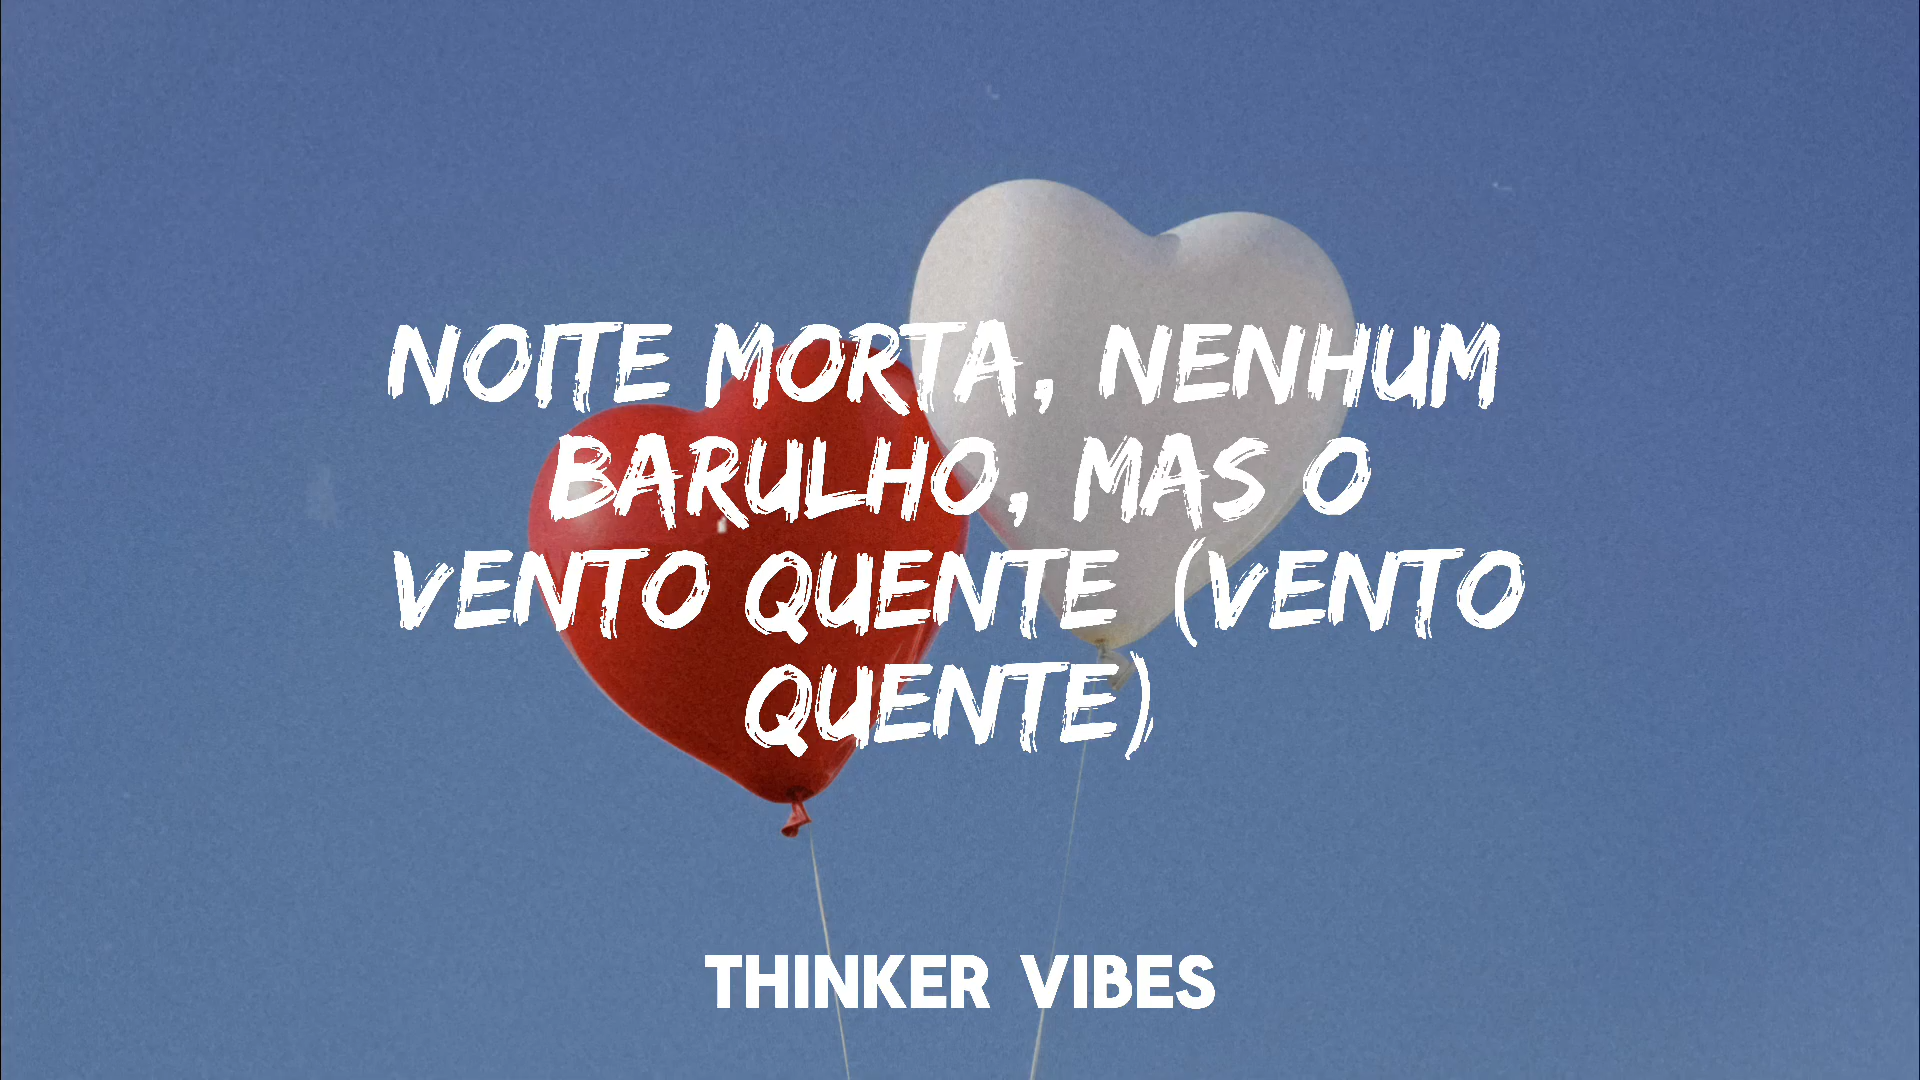 NOITE MORTA, NENHUM
BARULHO, MAS O
VENTO QUENTE (VENTO
QUENTE)
THINKER VIBES